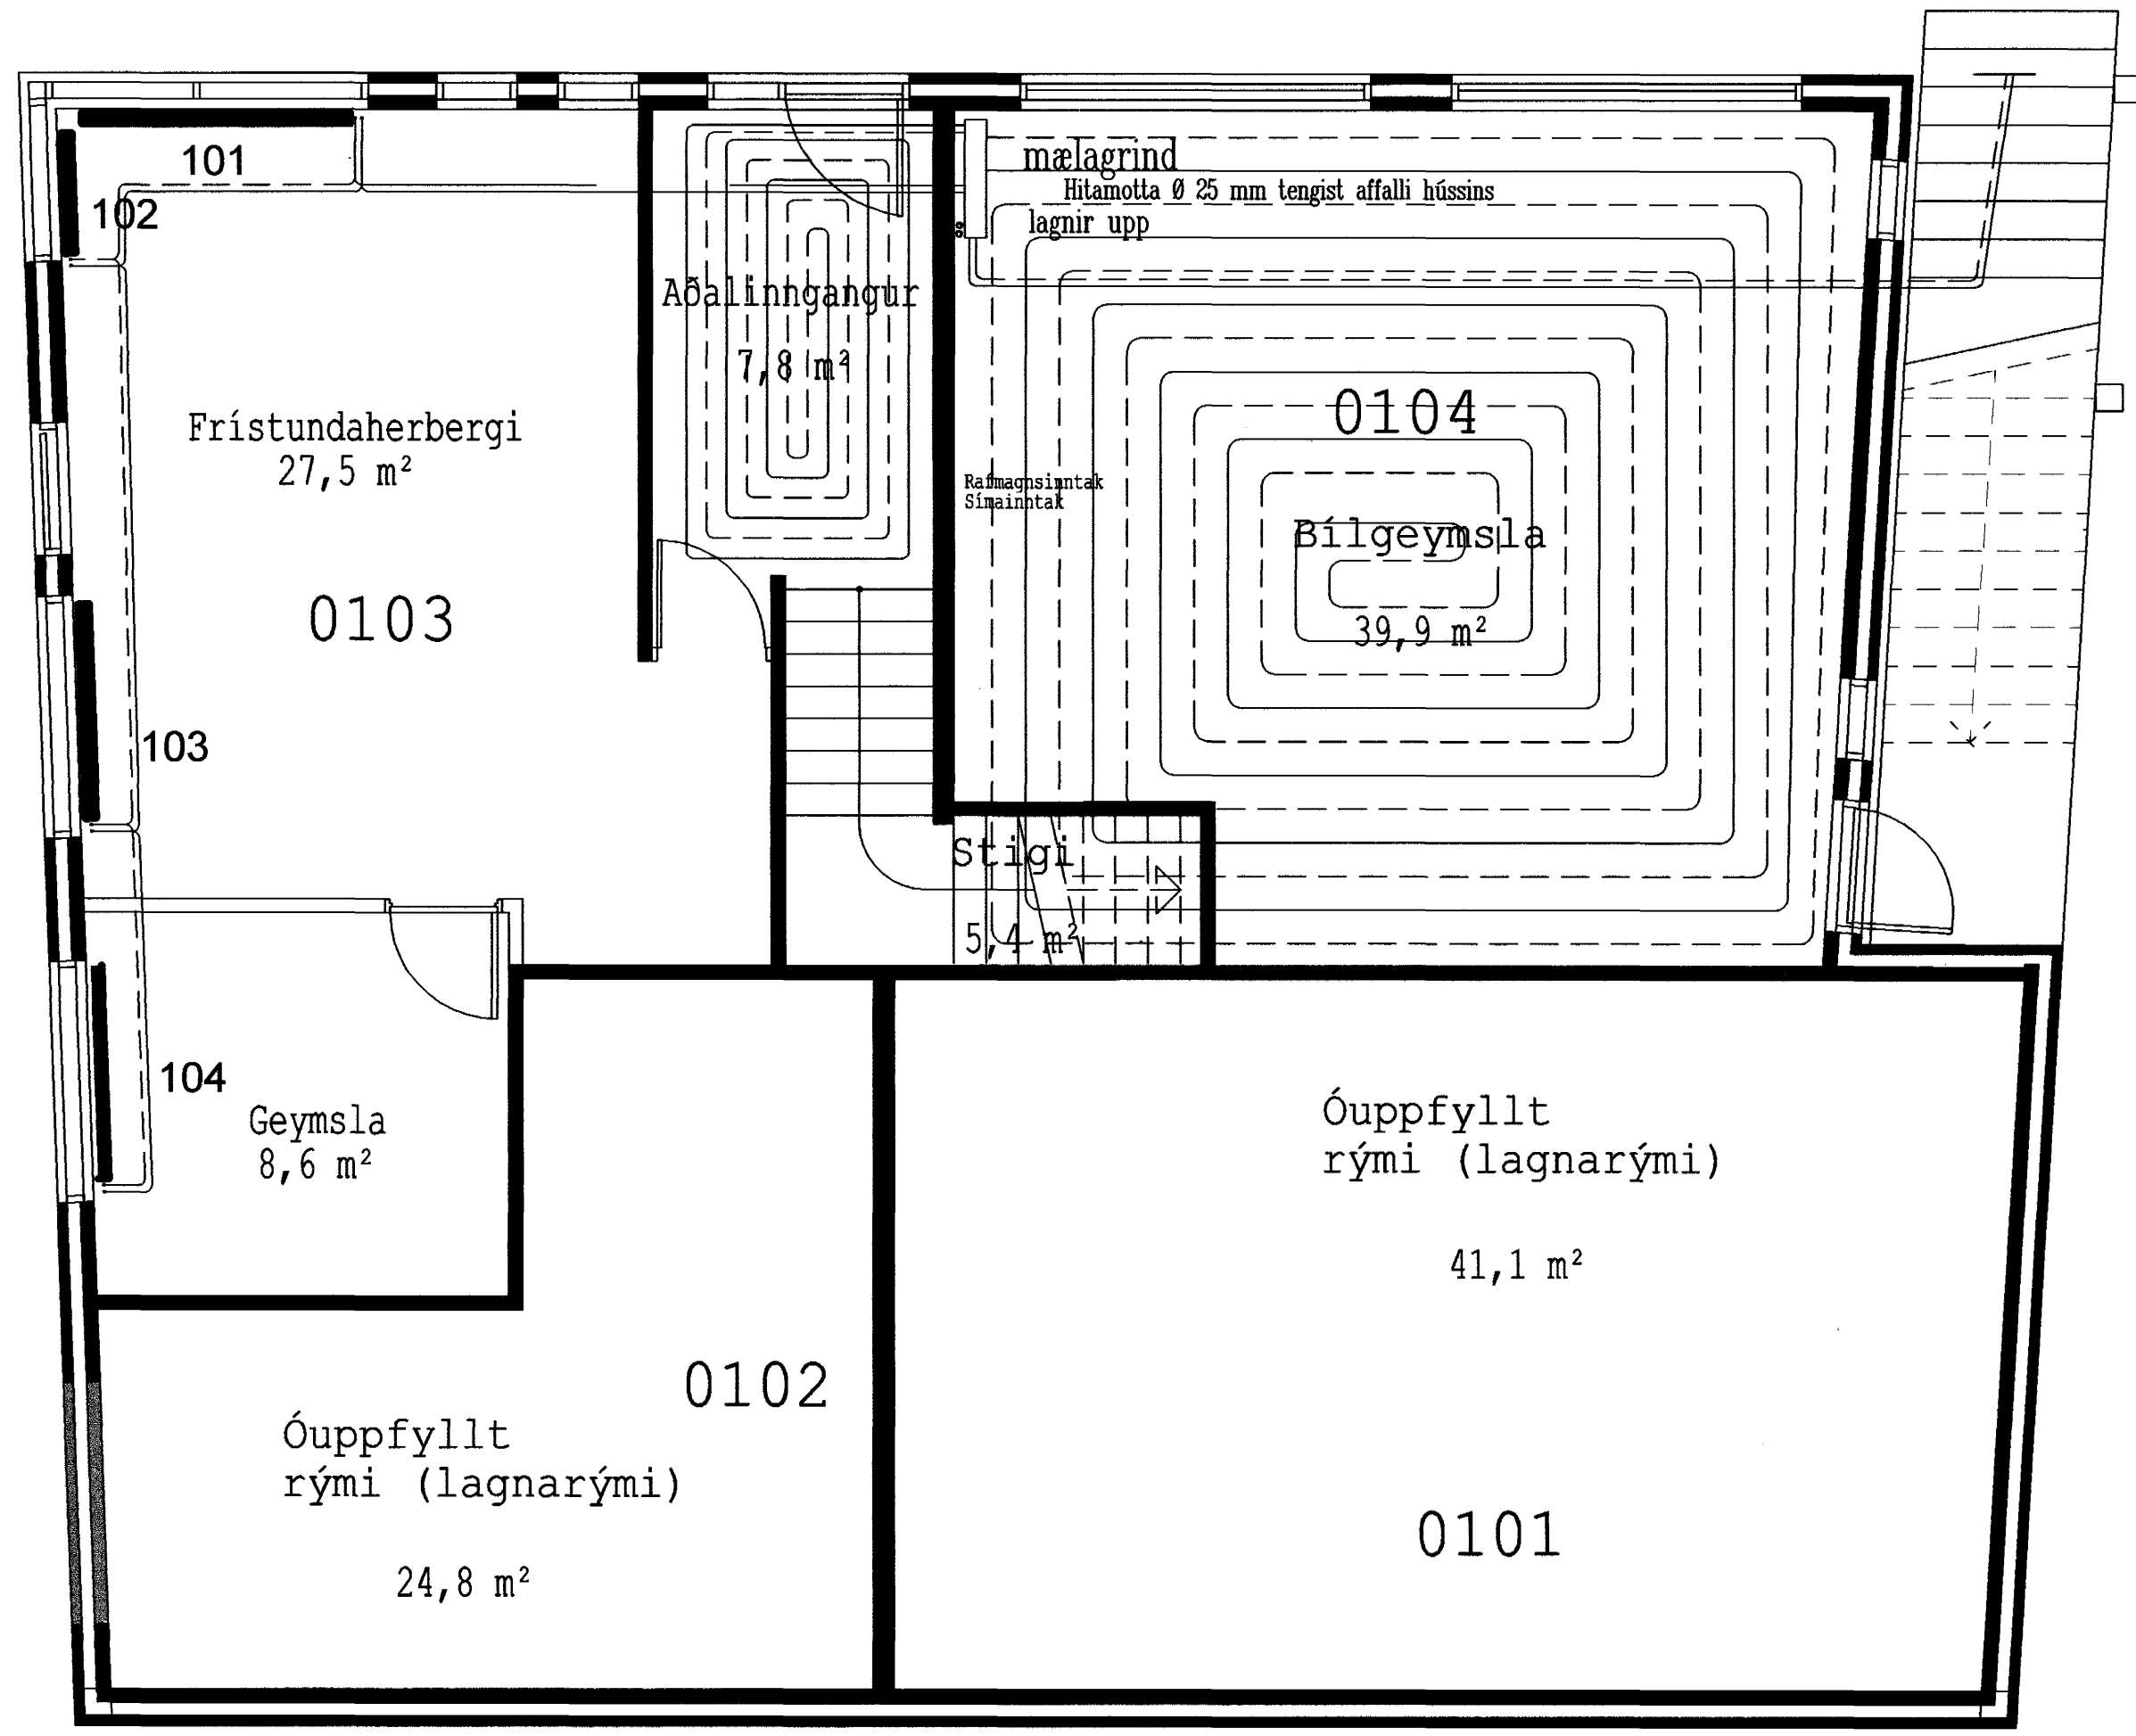 101
mælagrind
Hitamotta Ø 25 mm tengist affalli hússins
102
lagnir upp
Aðalinngangur
7,8 m²
Frístundaherbergi
27,5 m²
0104
Rafmagnsinntak
Símainntak
Bílgeymsla
39,9 m²
0103
103
Stigi
5,4 m²
104
Geymsla
8,6 m²
Óuppfyllt
rými (lagnarými)
41,1 m²
0102
Óuppfyllt
rými (lagnarými)
24,8 m²
0101